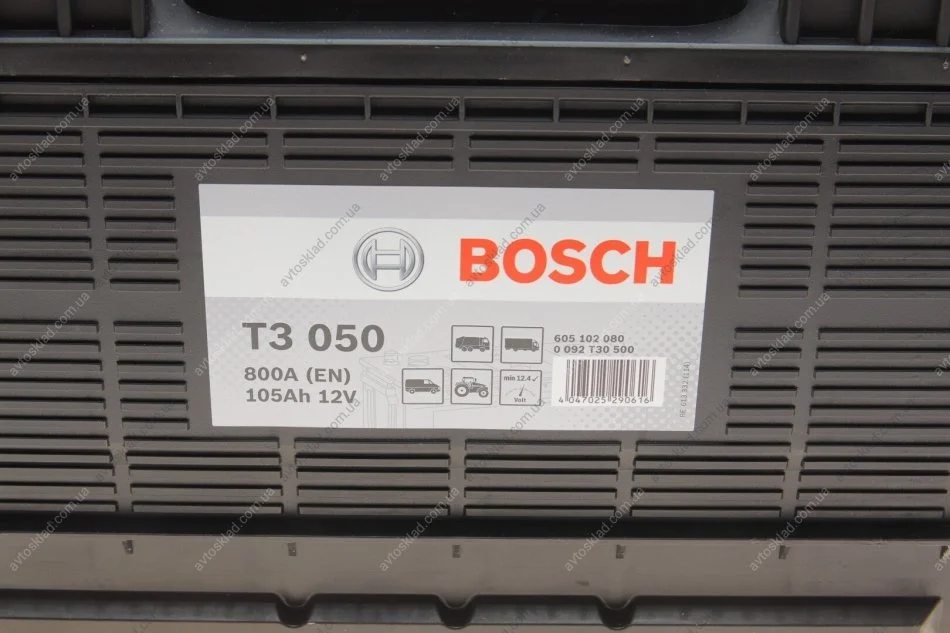 BOSCH
T3 050
800A (EN)
105Ah 12V
min 12.4 ✓
Volt
605 102 080
0 092 T30 500
4 047025 290616
avtosklad.com.ua